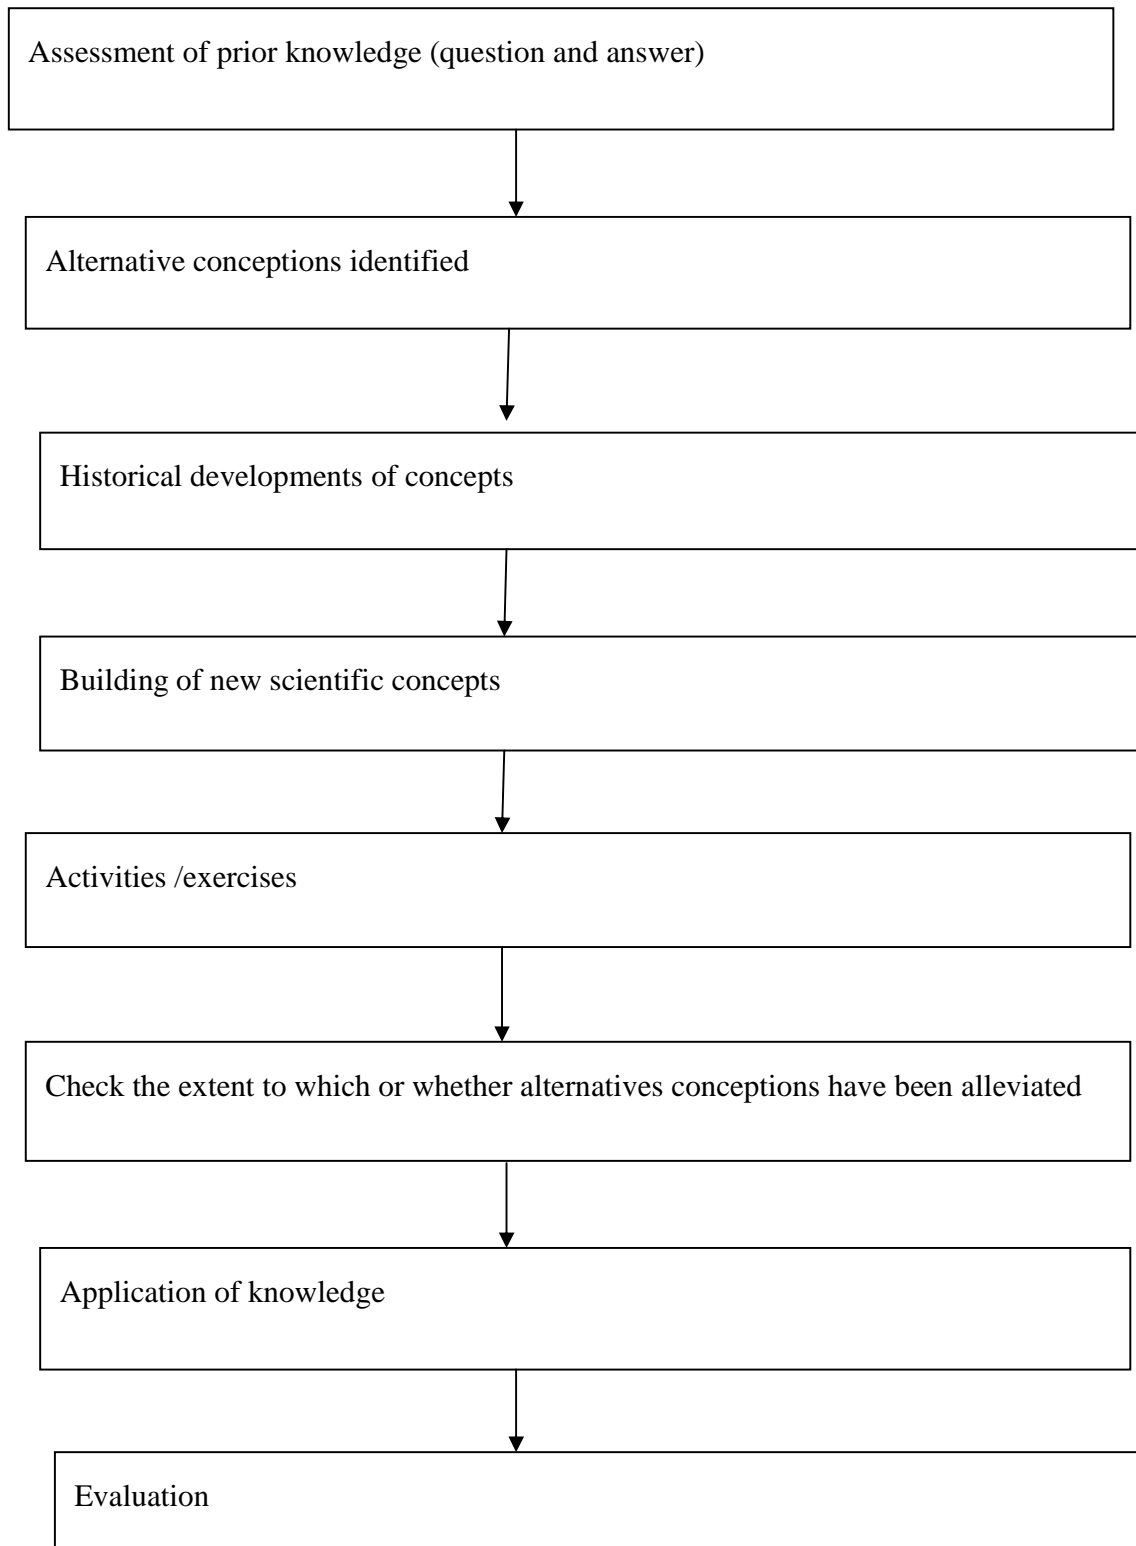 Assessment of prior knowledge (question and answer)
Alternative conceptions identified
Historical developments of concepts
Building of new scientific concepts
Activities /exercises
Check the extent to which or whether alternatives conceptions have been alleviated
Application of knowledge
Evaluation